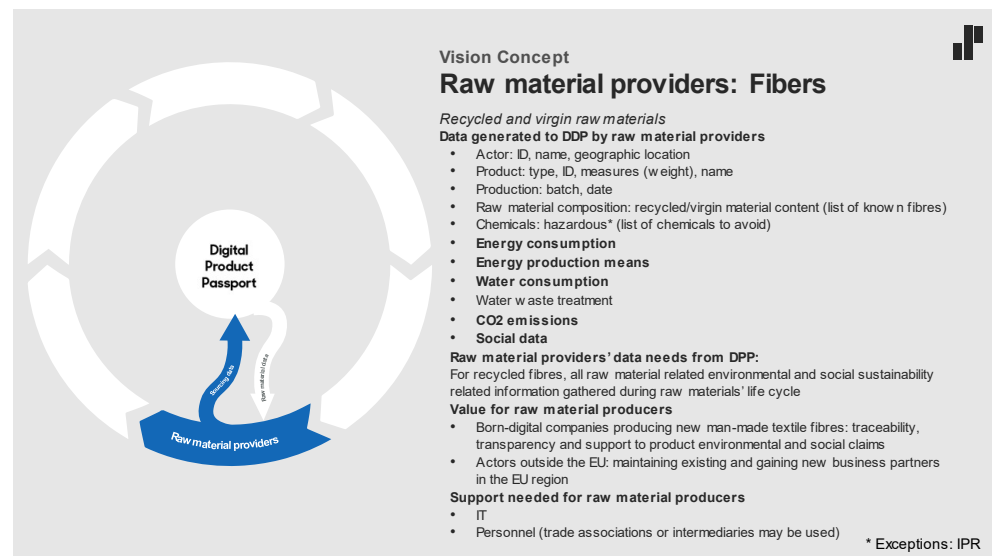 Vision Concept
Raw material providers: Fibers
Recycled and virgin raw materials
Data generated to DDP by raw material providers
• Actor: ID, name, geographic location
• Product: type, ID, measures (weight), name
• Production: batch, date
• Raw material composition: recycled/virgin material content (list of known fibres)
• Chemicals: hazardous* (list of chemicals to avoid)
• Energy consumption
• Energy production means
• Water consumption
• Water waste treatment
• CO2 emissions
• Social data
Raw material providers’ data needs from DPP:
For recycled fibres, all raw material related environmental and social sustainability
related information gathered during raw materials’ life cycle
Value for raw material producers
• Born-digital companies producing new man-made textile fibres: traceability,
transparency and support to product environmental and social claims
• Actors outside the EU: maintaining existing and gaining new business partners
in the EU region
Support needed for raw material producers
• IT
• Personnel (trade associations or intermediaries may be used)
* Exceptions: IPR
Digital
Product
Passport
Sourcing data
Raw material data
Raw material providers